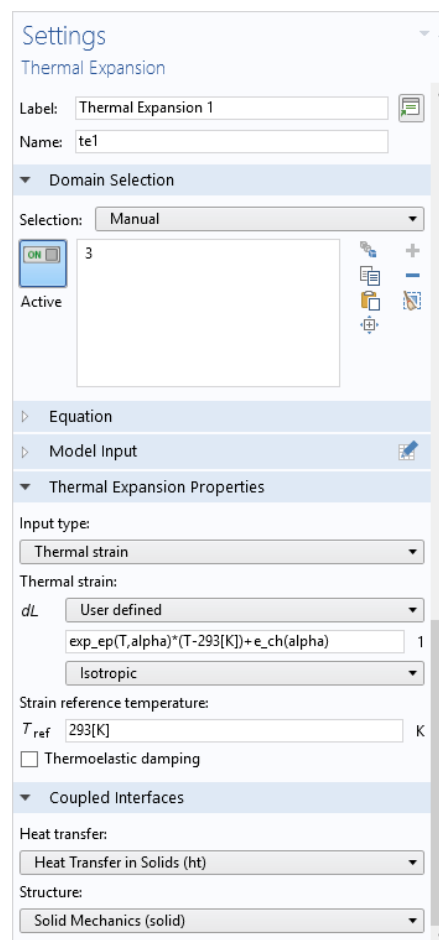 Settings
Thermal Expansion
Label: Thermal Expansion 1
Name: te1
Domain Selection
Selection: Manual
ON
3
Active
Equation
Model Input
Thermal Expansion Properties
Input type:
Thermal strain
Thermal strain:
dL User defined
exp_ep(T,alpha)*(T-293[K])+e_ch(alpha) 1
Isotropic
Strain reference temperature:
Tref 293[K] K
Thermoelastic damping
Coupled Interfaces
Heat transfer:
Heat Transfer in Solids (ht)
Structure:
Solid Mechanics (solid)